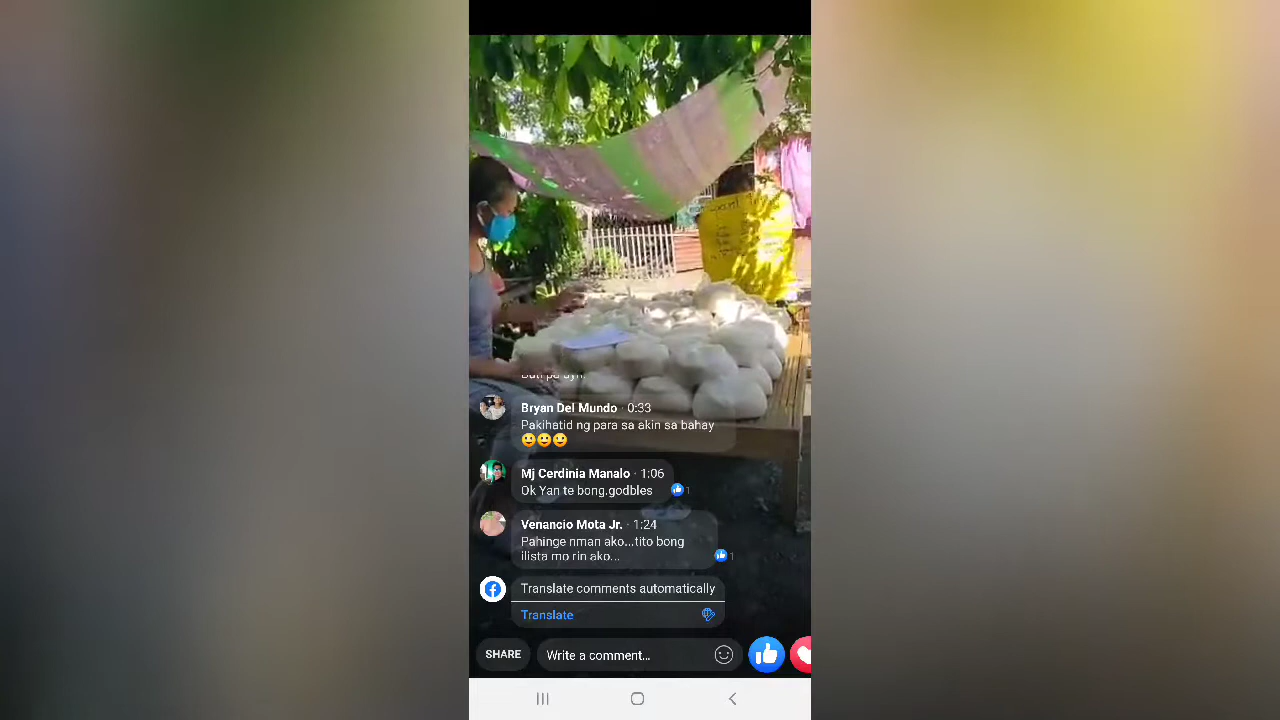 Bryan Del Mundo · 0:33
Pakihatid ng para sa akin sa bahay
😃😃😃
Mj Cerdinia Manalo · 1:06
Ok Yan te bong.godbles
1
Venancio Mota Jr. · 1:24
Pahinge nman ako...tito bong
ilista mo rin ako...
1
Translate comments automatically
Translate
SHARE
Write a comment...